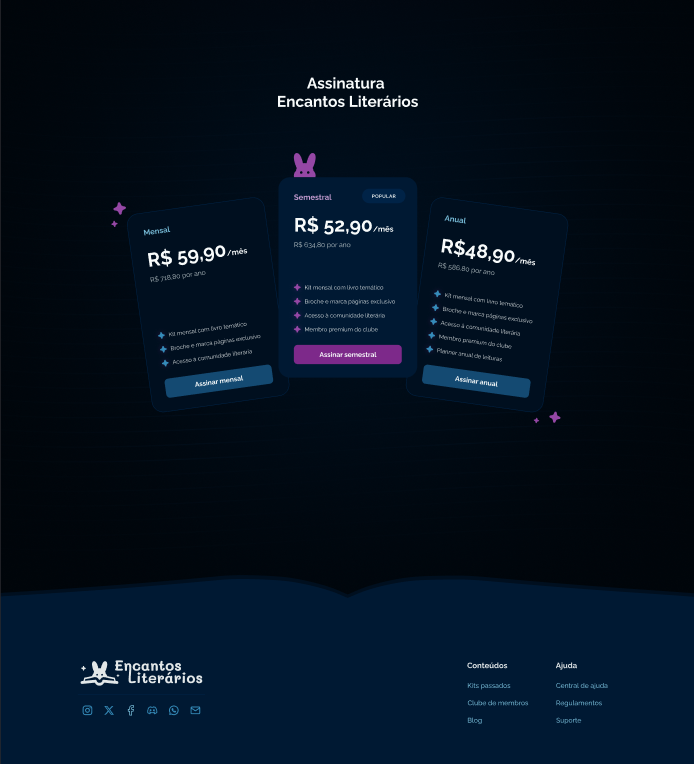 Assinatura
Encantos Literários
Mensal
R$ 59,90/mês
R$ 718,80 por ano
Kit mensal com livro temático
Broche e marca páginas exclusivo
Acesso à comunidade literária
Assinar mensal
Semestral
POPULAR
R$ 52,90/mês
R$ 634,80 por ano
Kit mensal com livro temático
Broche e marca páginas exclusivo
Acesso à comunidade literária
Membro premium do clube
Assinar semestral
Anual
R$48,90/mês
R$ 586,80 por ano
Kit mensal com livro temático
Broche e marca páginas exclusivo
Acesso à comunidade literária
Membro premium do clube
Planner anual de leituras
Assinar anual
Encantos
Literários
Conteúdos
Kits passados
Clube de membros
Blog
Ajuda
Central de ajuda
Regulamentos
Suporte